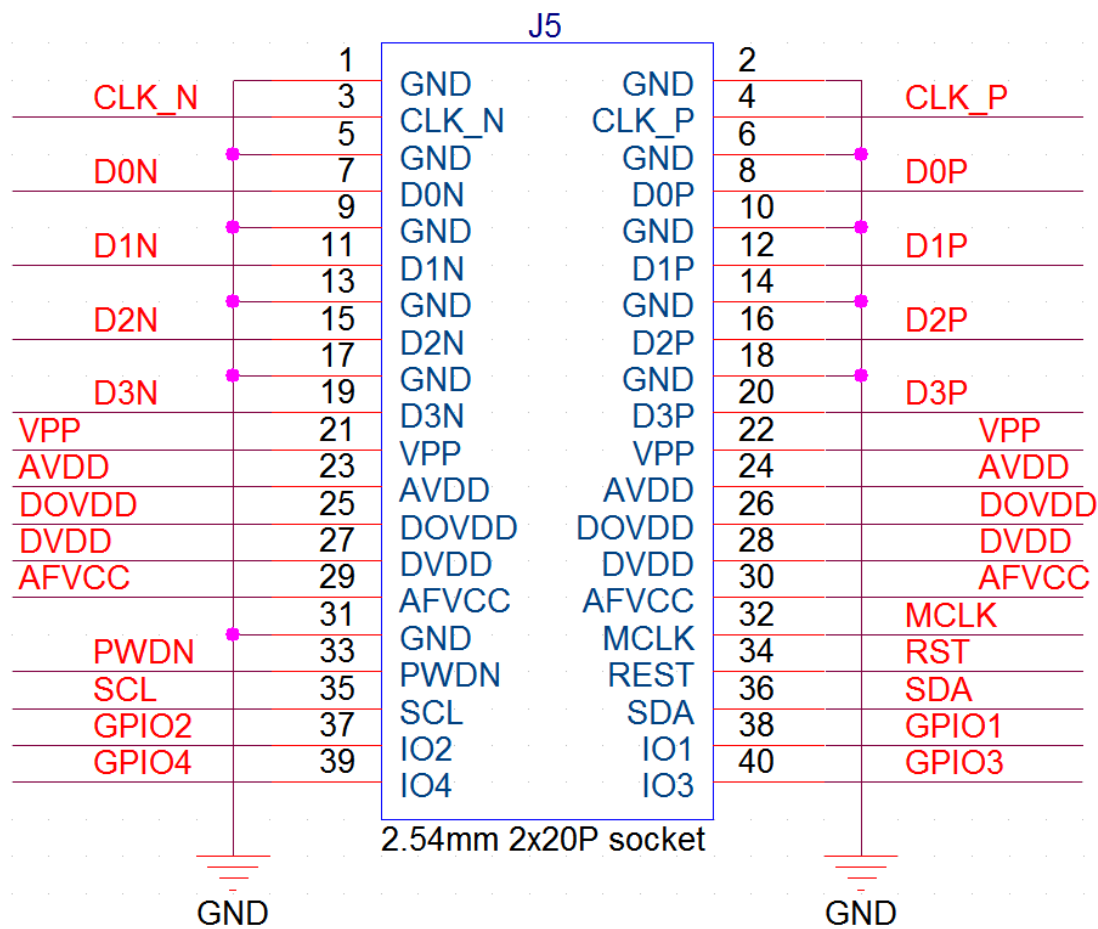 J5
1 2
GND GND
CLK_N 3 4 CLK_P
CLK_N CLK_P
5 6
GND GND
D0N 7 8 D0P
D0N D0P
9 10
GND GND
D1N 11 12 D1P
D1N D1P
13 14
GND GND
D2N 15 16 D2P
D2N D2P
17 18
GND GND
D3N 19 20 D3P
D3N D3P
VPP 21 22 VPP
VPP VPP
AVDD 23 24 AVDD
AVDD AVDD
DOVDD 25 26 DOVDD
DOVDD DOVDD
DVDD 27 28 DVDD
DVDD DVDD
AFVCC 29 30 AFVCC
AFVCC AFVCC
31 32 MCLK
GND MCLK
PWDN 33 34 RST
PWDN REST
SCL 35 36 SDA
SCL SDA
GPIO2 37 38 GPIO1
IO2 IO1
GPIO4 39 40 GPIO3
IO4 IO3
2.54mm 2x20P socket
GND GND